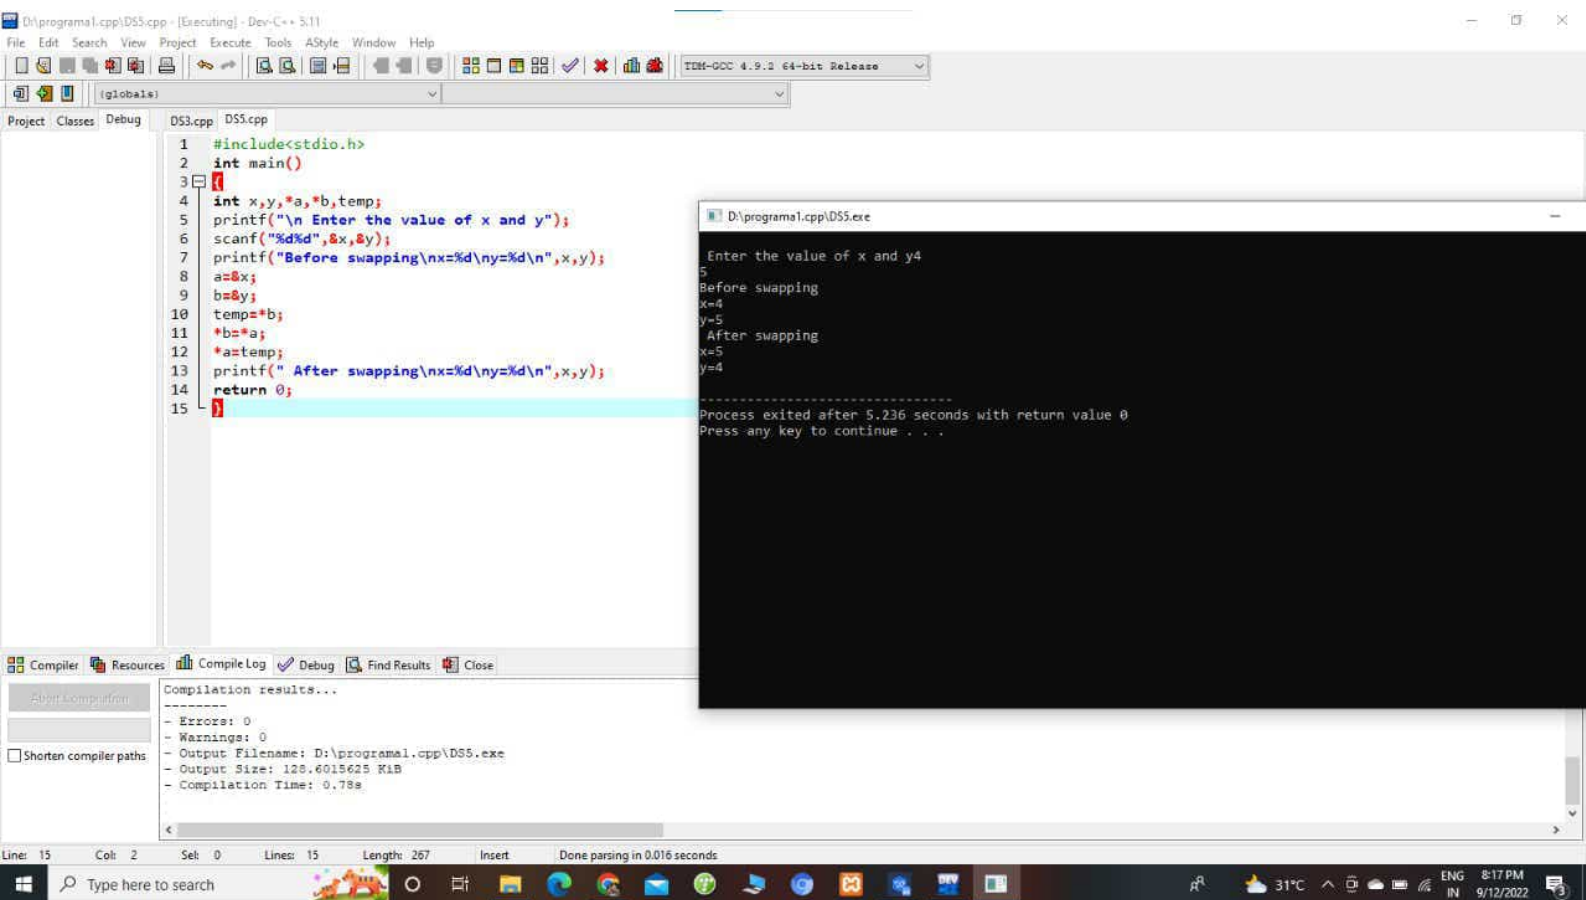 D:\programa1.cpp\DS5.cpp - [Executing] - Dev-C++ 5.11
File Edit Search View Project Execute Tools AStyle Window Help
TDM-GCC 4.9.2 64-bit Release
(globals)
Project Classes Debug DS3.cpp DS5.cpp
1 #include<stdio.h>
2 int main()
3 {
4 int x,y,*a,*b,temp;
5 printf("\n Enter the value of x and y");
6 scanf("%d%d",&x,&y);
7 printf("Before swapping\nx=%d\ny=%d\n",x,y);
8 a=&x;
9 b=&y;
10 temp=*b;
11 *b=*a;
12 *a=temp;
13 printf(" After swapping\nx=%d\ny=%d\n",x,y);
14 return 0;
15 }
D:\programa1.cpp\DS5.exe
Enter the value of x and y4
5
Before swapping
x=4
y=5
After swapping
x=5
y=4
--------------------------------
Process exited after 5.236 seconds with return value 0
Press any key to continue . . .
Compiler Resources Compile Log Debug Find Results Close
Abort Compilation
Shorten compiler paths
Compilation results...
--------
- Errors: 0
- Warnings: 0
- Output Filename: D:\programa1.cpp\DS5.exe
- Output Size: 128.6015625 KiB
- Compilation Time: 0.78s
Line: 15 Col: 2 Sel: 0 Lines: 15 Length: 267 Insert Done parsing in 0.016 seconds
Type here to search
DEV
31°C
ENG
IN
8:17 PM
9/12/2022
3